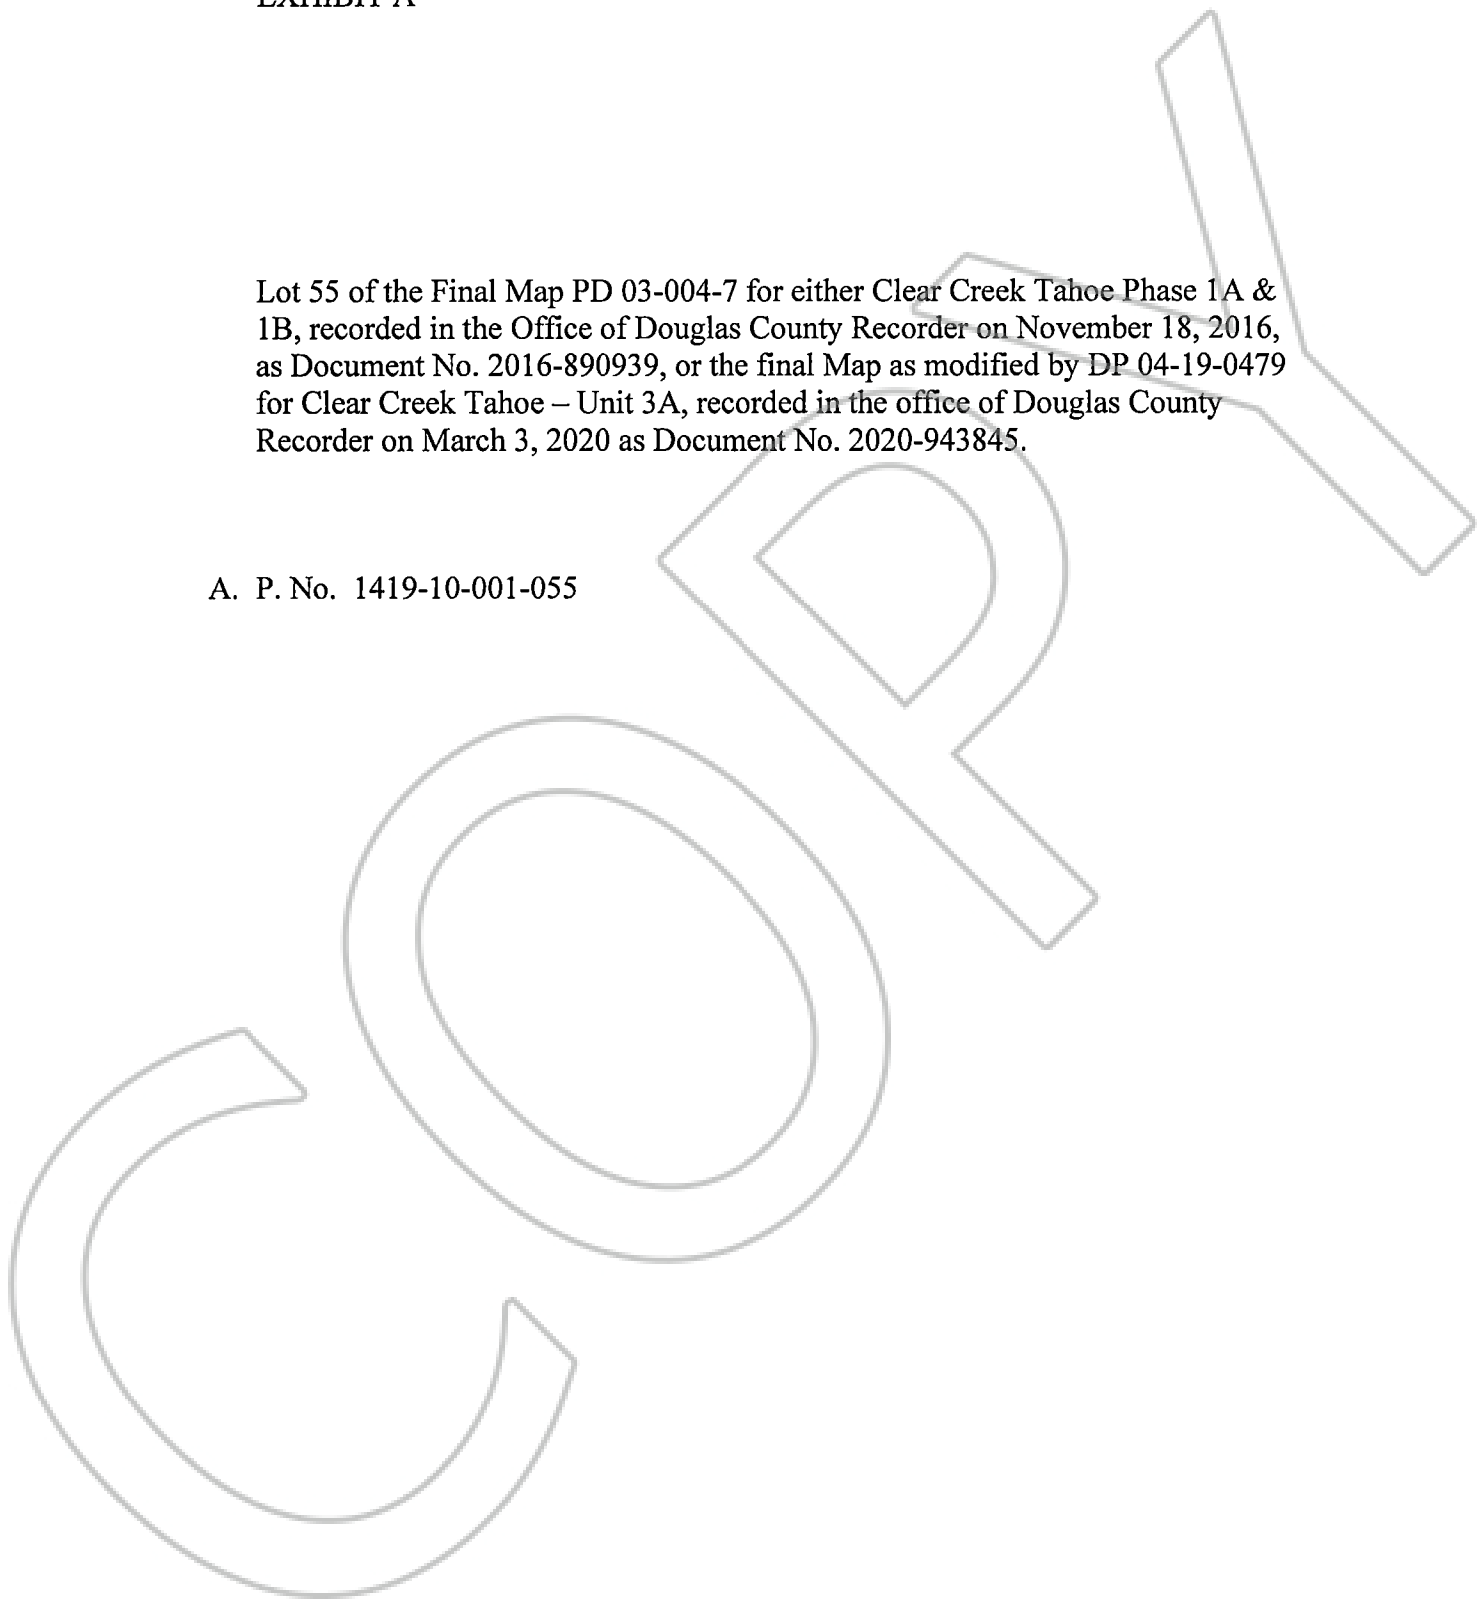 EXHIBIT A
Lot 55 of the Final Map PD 03-004-7 for either Clear Creek Tahoe Phase 1A &
1B, recorded in the Office of Douglas County Recorder on November 18, 2016,
as Document No. 2016-890939, or the final Map as modified by DP 04-19-0479
for Clear Creek Tahoe – Unit 3A, recorded in the office of Douglas County
Recorder on March 3, 2020 as Document No. 2020-943845.
A. P. No. 1419-10-001-055
COPY